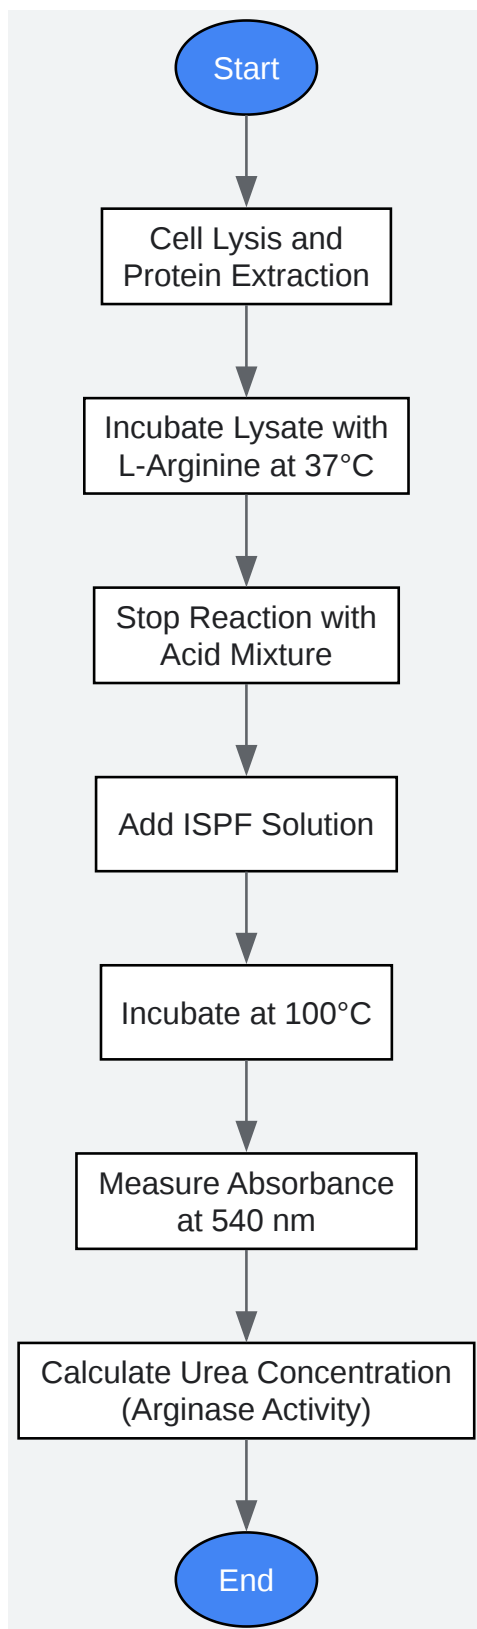 Start
Cell Lysis and
Protein Extraction
Incubate Lysate with
L-Arginine at 37°C
Stop Reaction with
Acid Mixture
Add ISPF Solution
Incubate at 100°C
Measure Absorbance
at 540 nm
Calculate Urea Concentration
(Arginase Activity)
End